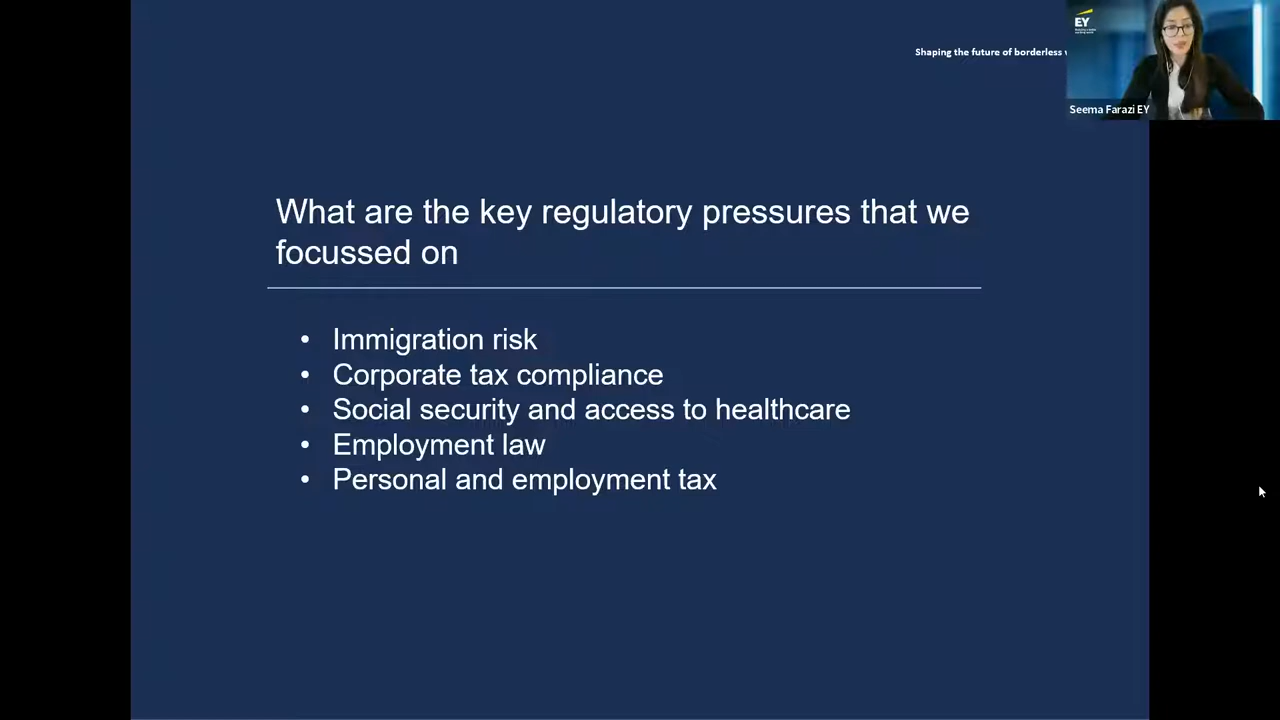 Shaping the future of borderless
EY
Seema Farazi EY
What are the key regulatory pressures that we
focussed on
• Immigration risk
• Corporate tax compliance
• Social security and access to healthcare
• Employment law
• Personal and employment tax